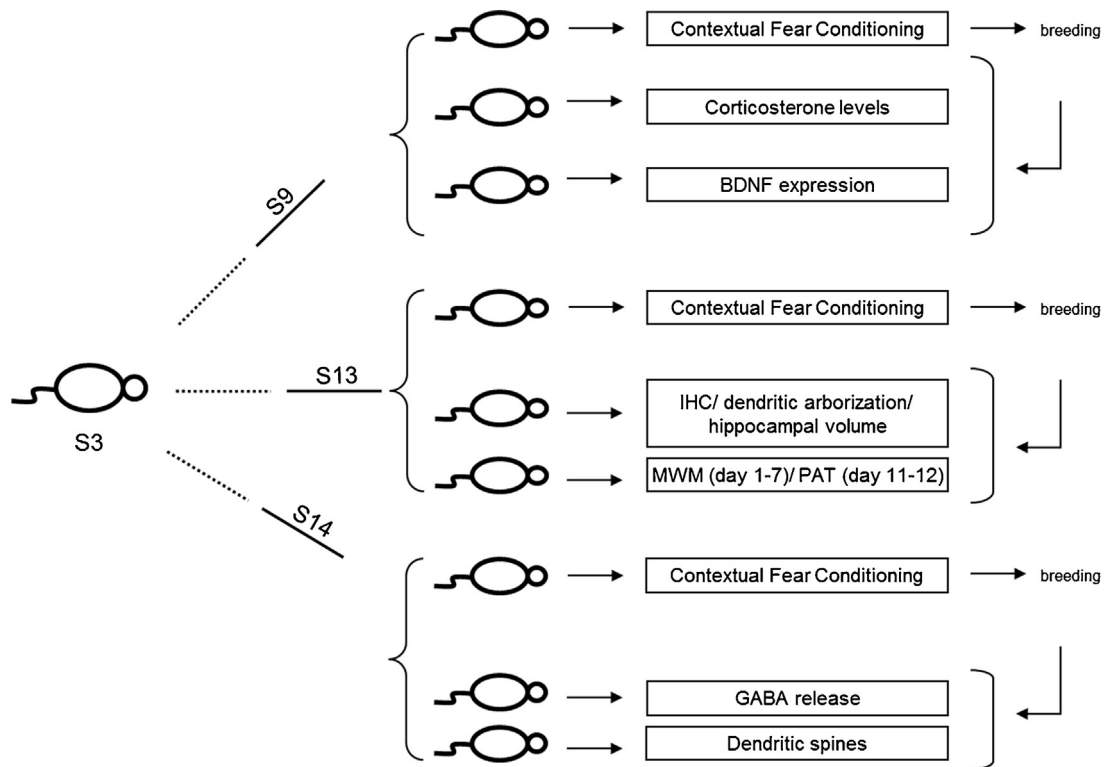 Contextual Fear Conditioning
breeding
Corticosterone levels
BDNF expression
S9
Contextual Fear Conditioning
breeding
S13
S3
IHC/ dendritic arborization/
hippocampal volume
MWM (day 1-7)/ PAT (day 11-12)
S14
Contextual Fear Conditioning
breeding
GABA release
Dendritic spines